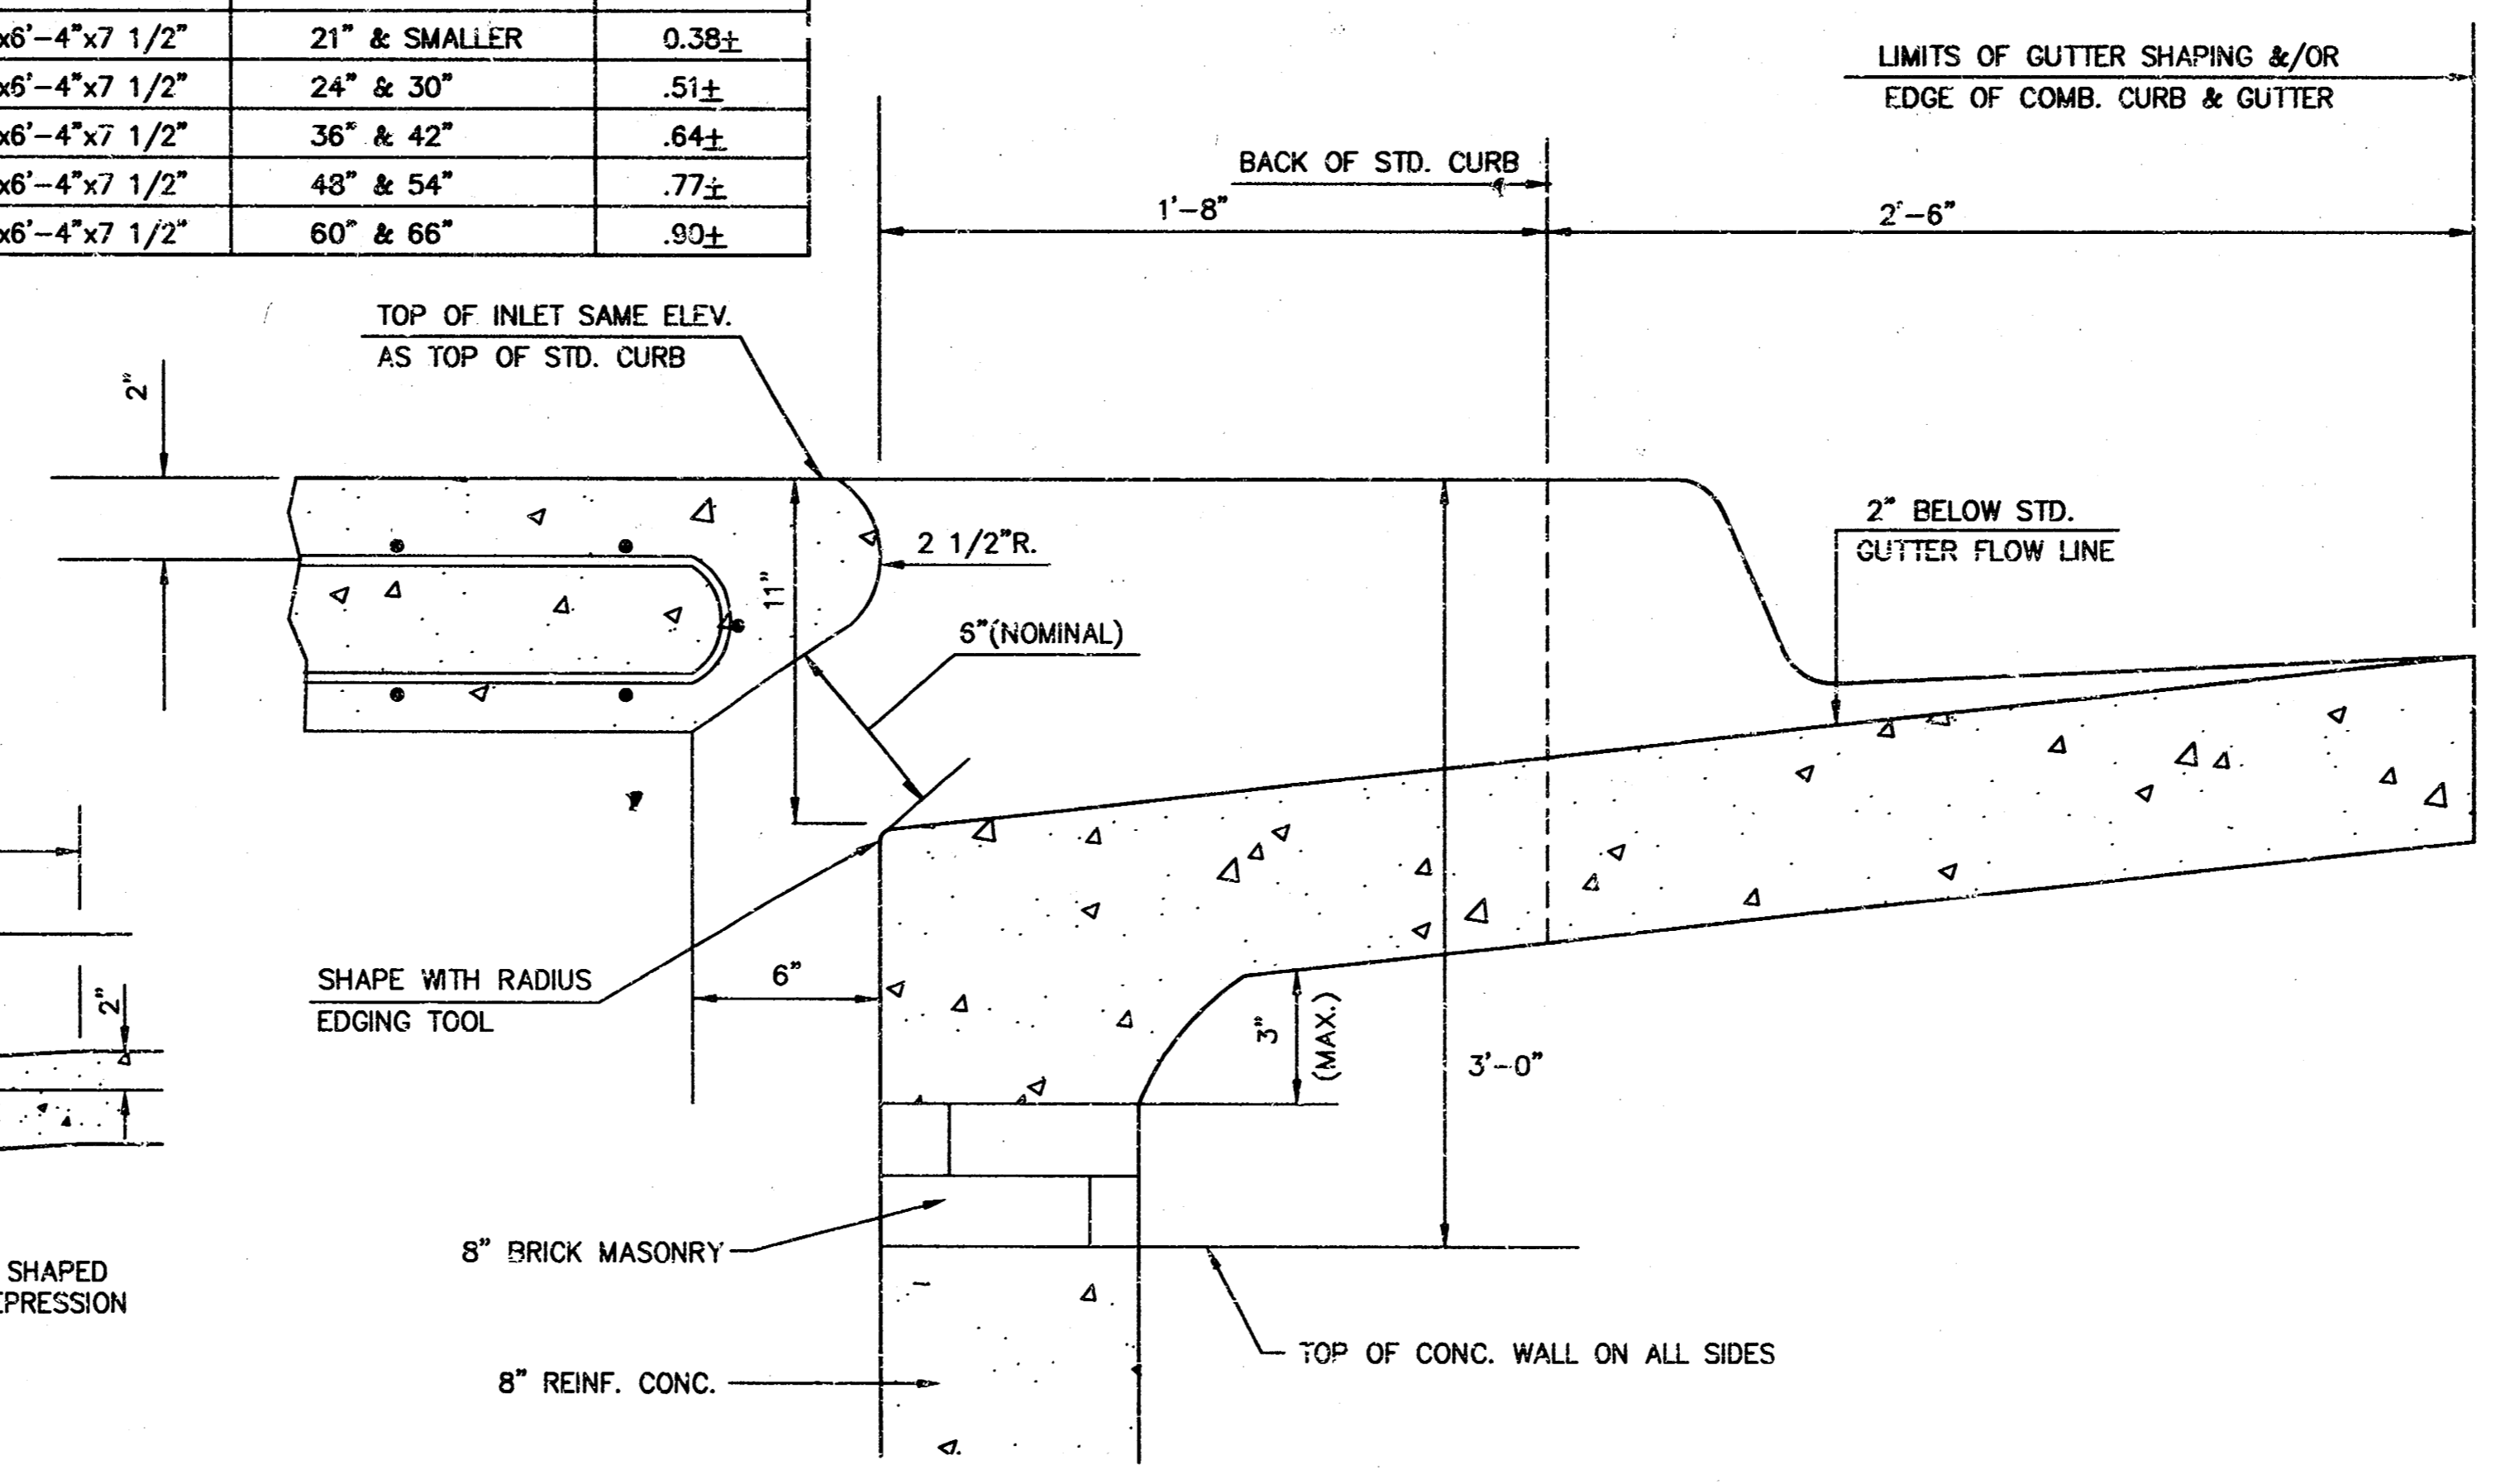 x6'-4"x7 1/2" 21" & SMALLER 0.38±
x6'-4"x7 1/2" 24" & 30" .51±
x6'-4"x7 1/2" 36" & 42" .64±
x6'-4"x7 1/2" 48" & 54" .77±
x6'-4"x7 1/2" 60" & 66" .90±
LIMITS OF GUTTER SHAPING &/OR
EDGE OF COMB. CURB & GUTTER
BACK OF STD. CURB
1'-8"
2'-6"
TOP OF INLET SAME ELEV.
AS TOP OF STD. CURB
2"
2" BELOW STD.
GUTTER FLOW LINE
2 1/2"R.
11"
6"(NOMINAL)
SHAPE WITH RADIUS
EDGING TOOL
6"
2"
3"
(MAX.)
3'-0"
8" BRICK MASONRY
SHAPED
EPRESSION
TOP OF CONC. WALL ON ALL SIDES
8" REINF. CONC.